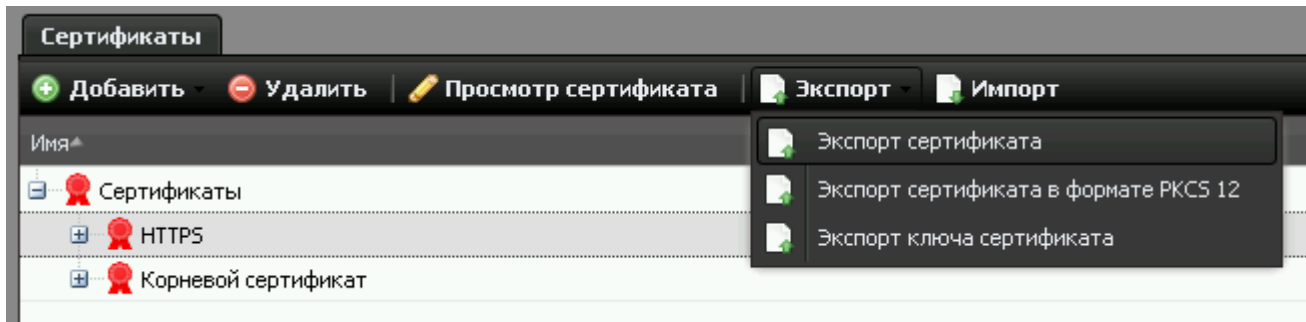 Сертификаты
Добавить Удалить Просмотр сертификата Экспорт Импорт
Имя
Экспорт сертификата
Сертификаты
Экспорт сертификата в формате PKCS 12
HTTPS
Экспорт ключа сертификата
Корневой сертификат